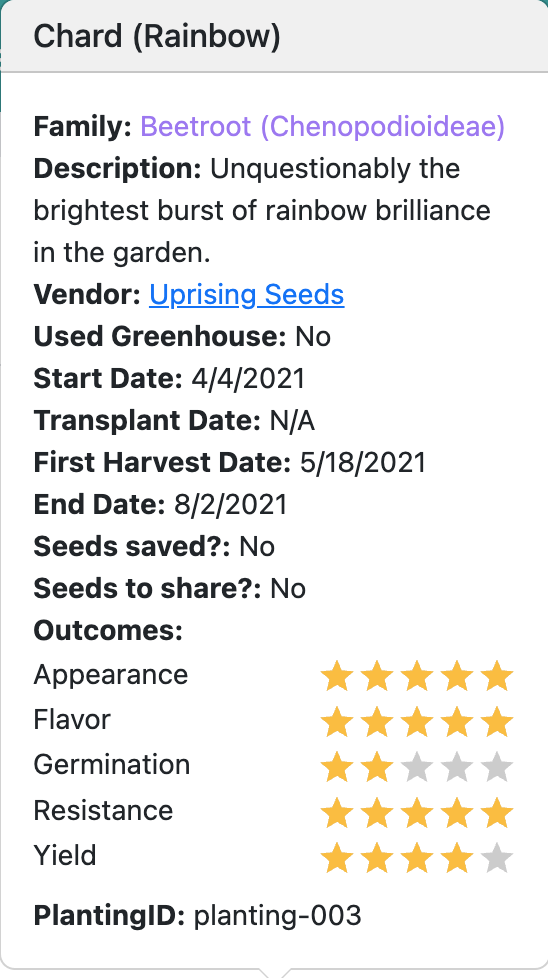 Chard (Rainbow)
Family: Beetroot (Chenopodioideae)
Description: Unquestionably the
brightest burst of rainbow brilliance
in the garden.
Vendor: Uprising Seeds
Used Greenhouse: No
Start Date: 4/4/2021
Transplant Date: N/A
First Harvest Date: 5/18/2021
End Date: 8/2/2021
Seeds saved?: No
Seeds to share?: No
Outcomes:
Appearance
Flavor
Germination
Resistance
Yield
PlantingID: planting-003